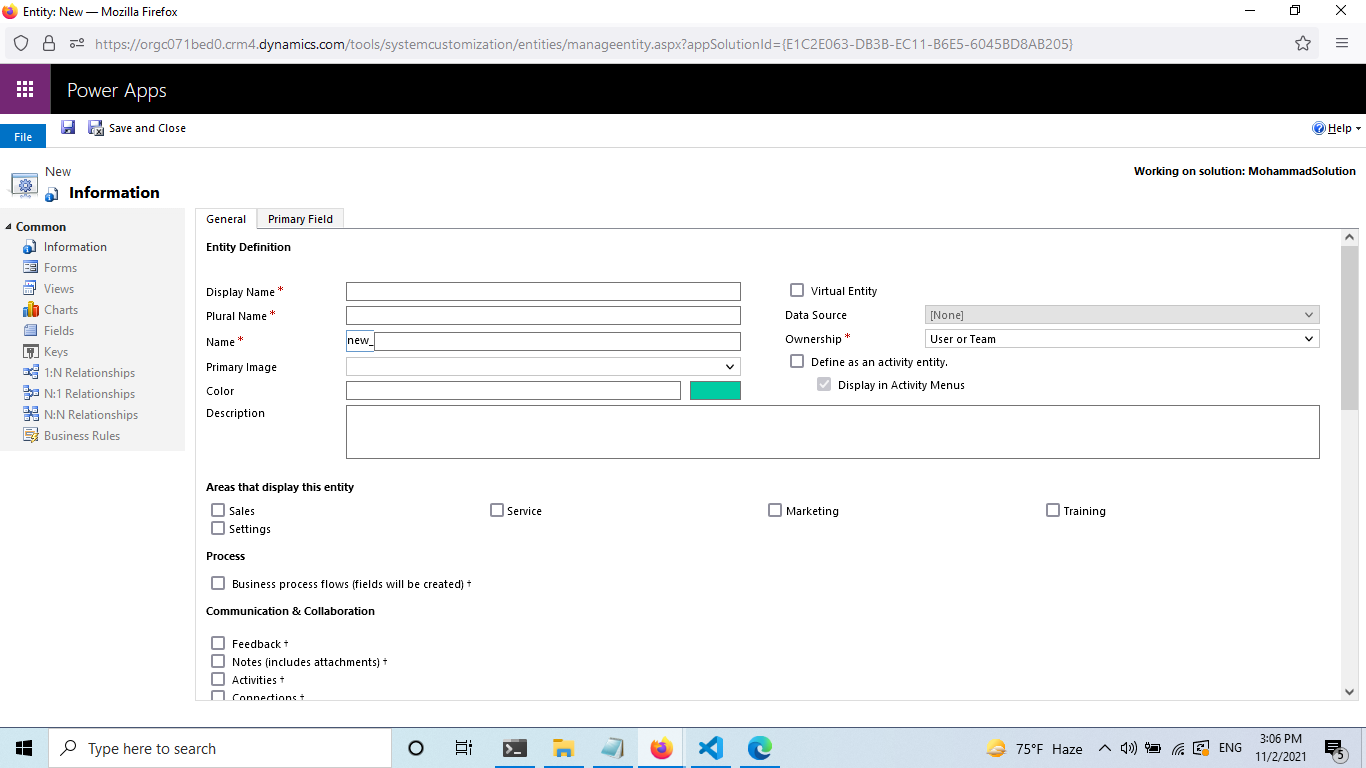 Entity: New — Mozilla Firefox
https://orgc071bed0.crm4.dynamics.com/tools/systemcustomization/entities/manageentity.aspx?appSolutionId={E1C2E063-DB3B-EC11-B6E5-6045BD8AB205}
Power Apps
File
Save and Close
Help
New
Information
Working on solution: MohammadSolution
Common
Information
Forms
Views
Charts
Fields
Keys
1:N Relationships
N:1 Relationships
N:N Relationships
Business Rules
General
Primary Field
Entity Definition
Display Name *
Plural Name *
Name *
new_
Primary Image
Color
Description
Virtual Entity
Data Source
[None]
Ownership *
User or Team
Define as an activity entity.
Display in Activity Menus
Areas that display this entity
Sales
Service
Marketing
Training
Settings
Process
Business process flows (fields will be created) †
Communication & Collaboration
Feedback †
Notes (includes attachments) †
Activities †
Connections †
Type here to search
75°F Haze
ENG
3:06 PM
11/2/2021
5